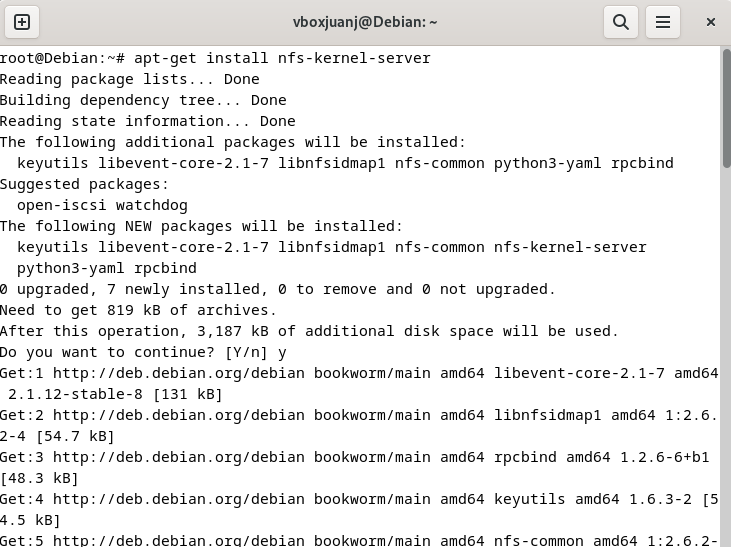 vboxjuanj@Debian: ~
root@Debian:~# apt-get install nfs-kernel-server
Reading package lists... Done
Building dependency tree... Done
Reading state information... Done
The following additional packages will be installed:
  keyutils libevent-core-2.1-7 libnfsidmap1 nfs-common python3-yaml rpcbind
Suggested packages:
  open-iscsi watchdog
The following NEW packages will be installed:
  keyutils libevent-core-2.1-7 libnfsidmap1 nfs-common nfs-kernel-server
  python3-yaml rpcbind
0 upgraded, 7 newly installed, 0 to remove and 0 not upgraded.
Need to get 819 kB of archives.
After this operation, 3,187 kB of additional disk space will be used.
Do you want to continue? [Y/n] y
Get:1 http://deb.debian.org/debian bookworm/main amd64 libevent-core-2.1-7 amd64
 2.1.12-stable-8 [131 kB]
Get:2 http://deb.debian.org/debian bookworm/main amd64 libnfsidmap1 amd64 1:2.6.
2-4 [54.7 kB]
Get:3 http://deb.debian.org/debian bookworm/main amd64 rpcbind amd64 1.2.6-6+b1
[48.3 kB]
Get:4 http://deb.debian.org/debian bookworm/main amd64 keyutils amd64 1.6.3-2 [5
4.5 kB]
Get:5 http://deb.debian.org/debian bookworm/main amd64 nfs-common amd64 1:2.6.2-